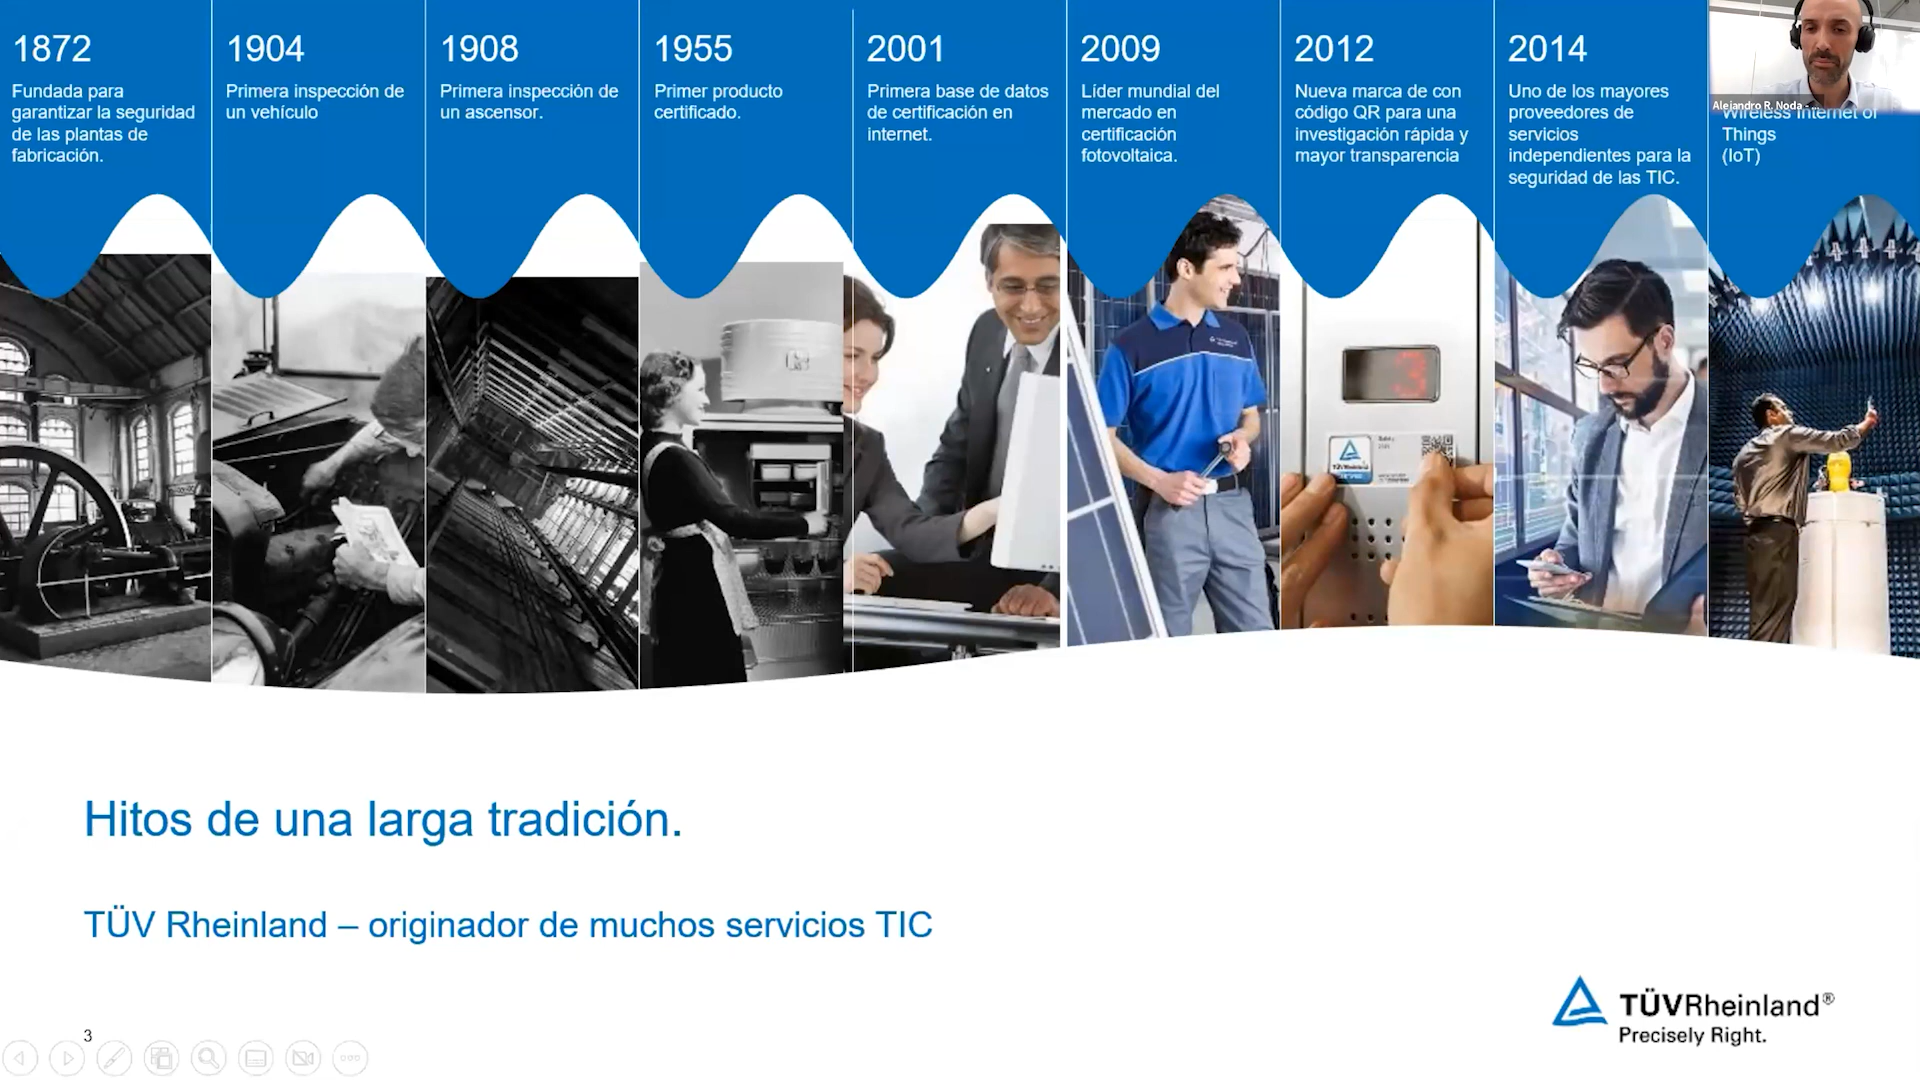 1872
Fundada para
garantizar la seguridad
de las plantas de
fabricación.
1904
Primera inspección de
un vehículo
1908
Primera inspección de
un ascensor.
1955
Primer producto
certificado.
2001
Primera base de datos
de certificación en
internet.
2009
Líder mundial del
mercado en
certificación
fotovoltaica.
2012
Nueva marca de con
código QR para una
investigación rápida y
mayor transparencia
2014
Uno de los mayores
proveedores de
servicios
independientes para la
seguridad de las TIC.
Alejandro R. Noda - ...
Wireless Internet of
Things
(IoT)
3
TÜVRheinland
Hitos de una larga tradición.
TÜV Rheinland – originador de muchos servicios TIC
TÜVRheinland®
Precisely Right.
3